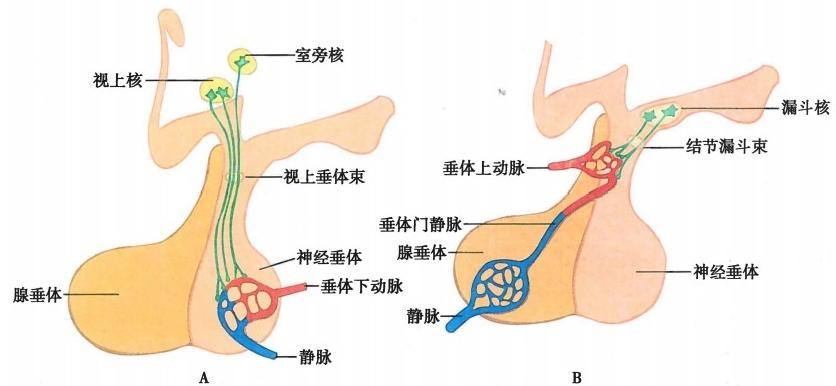 室旁核
视上核
视上垂体束
神经垂体
腺垂体
垂体下动脉
静脉
A
漏斗核
结节漏斗束
垂体上动脉
垂体门静脉
腺垂体
神经垂体
静脉
B